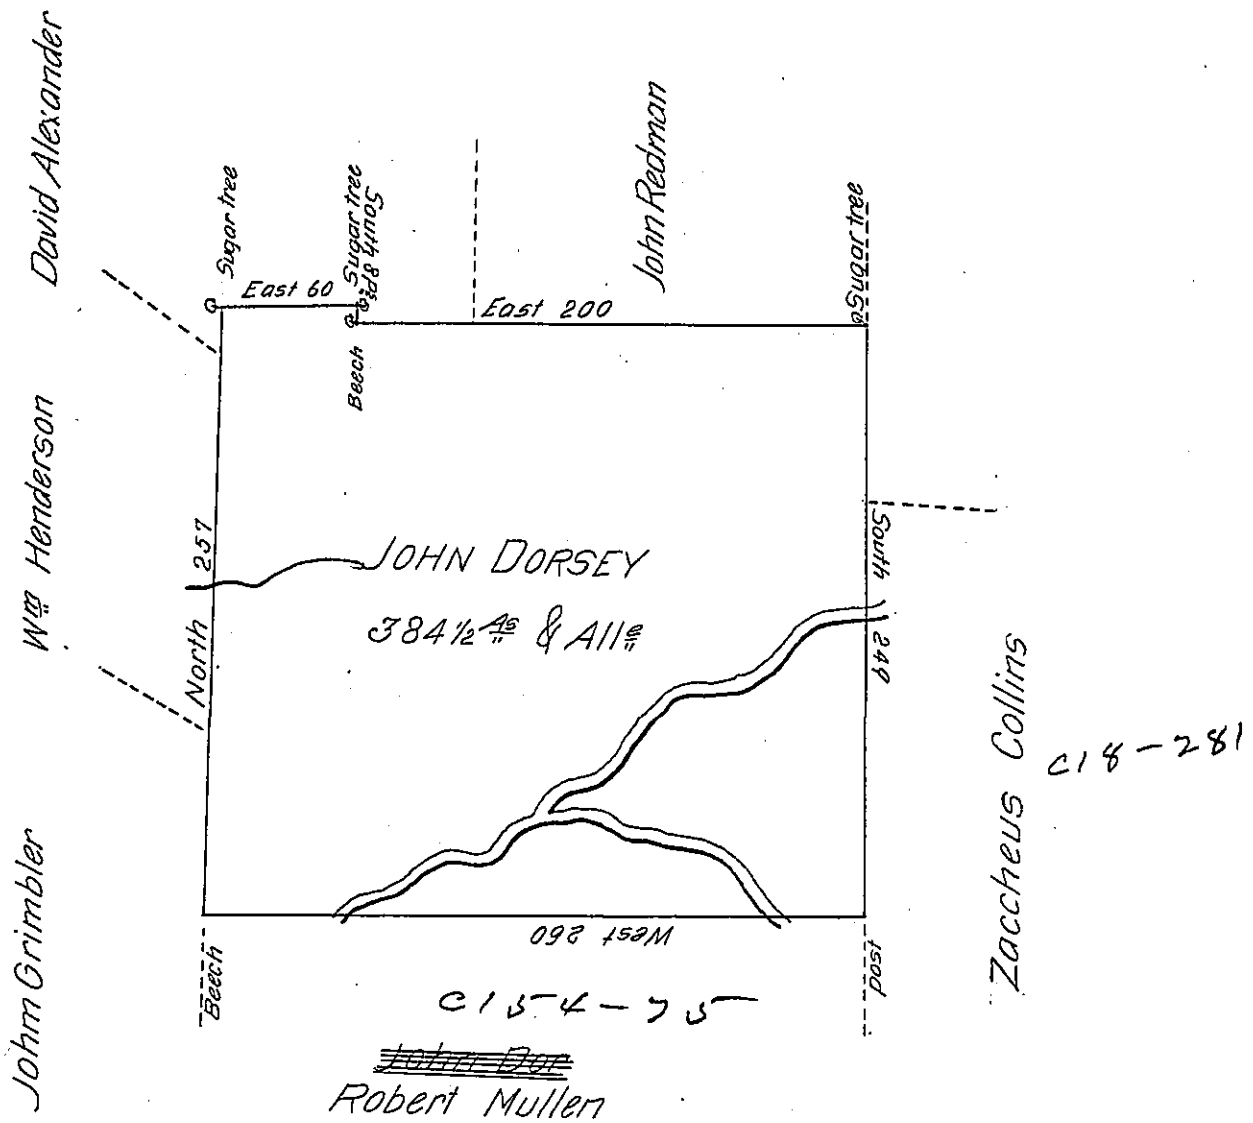 David Alexander
Sugar tree
Sugar tree
South 8 ps
John Redman
Sugar tree
East 60
East 200
Beech
Wm Henderson
North 257
JOHN DORSEY
384½ As & Alle
South 249
Zaccheus Collins
C18-281
John Grimbler
West 260
Beech
post
C154-75
John Dor
Robert Mullen